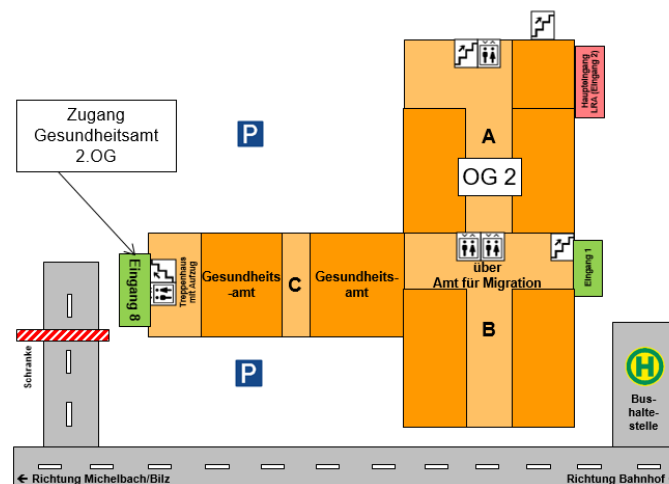 Zugang
Gesundheitsamt
2.OG
P
A
OG 2
Haupteingang
LRA (Eingang 2)
Eingang 8
Treppenhaus
mit Aufzug
Gesundheits
-amt
C
Gesundheits-
amt
über
Amt für Migration
Eingang 1
B
Schranke
P
H
Bus-
halte-
stelle
← Richtung Michelbach/Bilz
Richtung Bahnhof